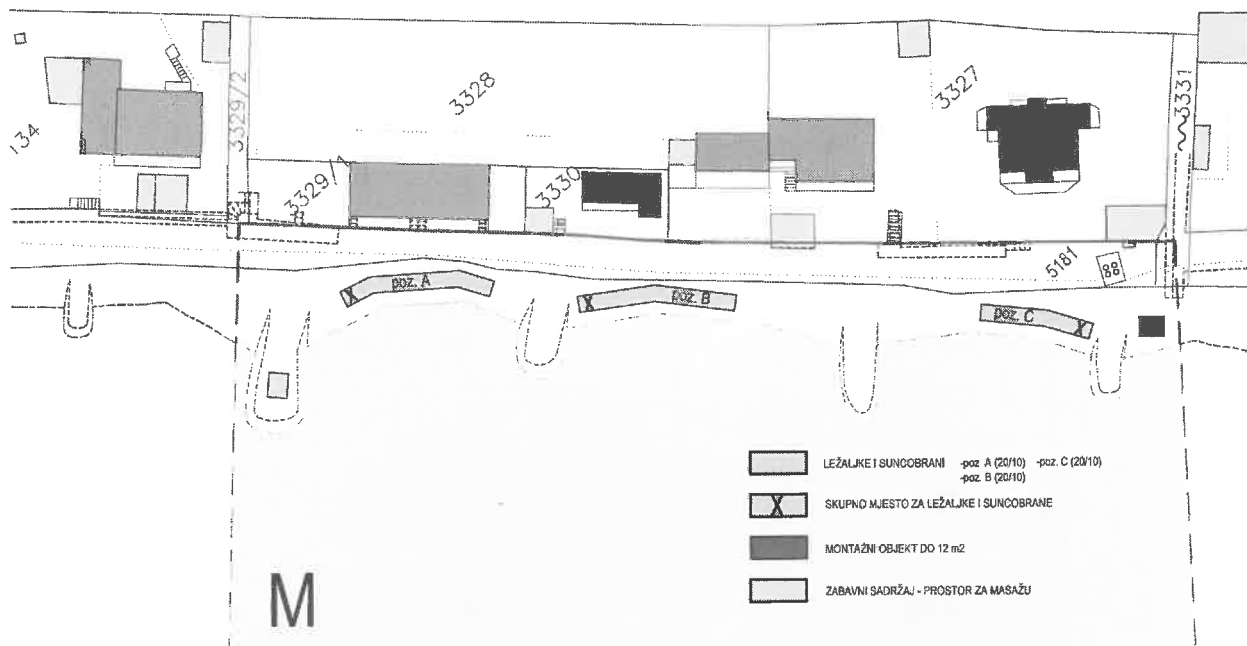 134
3329/2
3328
3327
3331
3329/1
3330
5181
X poz. A
X poz. B
poz. C X
LEŽALJKE I SUNCOBRANI -poz A (20/10) -poz. C (20/10)
-poz. B (20/10)
X SKUPNO MJESTO ZA LEŽALJKE I SUNCOBRANE
MONTAŽNI OBJEKT DO 12 m2
ZABAVNI SADRŽAJ - PROSTOR ZA MASAŽU
M